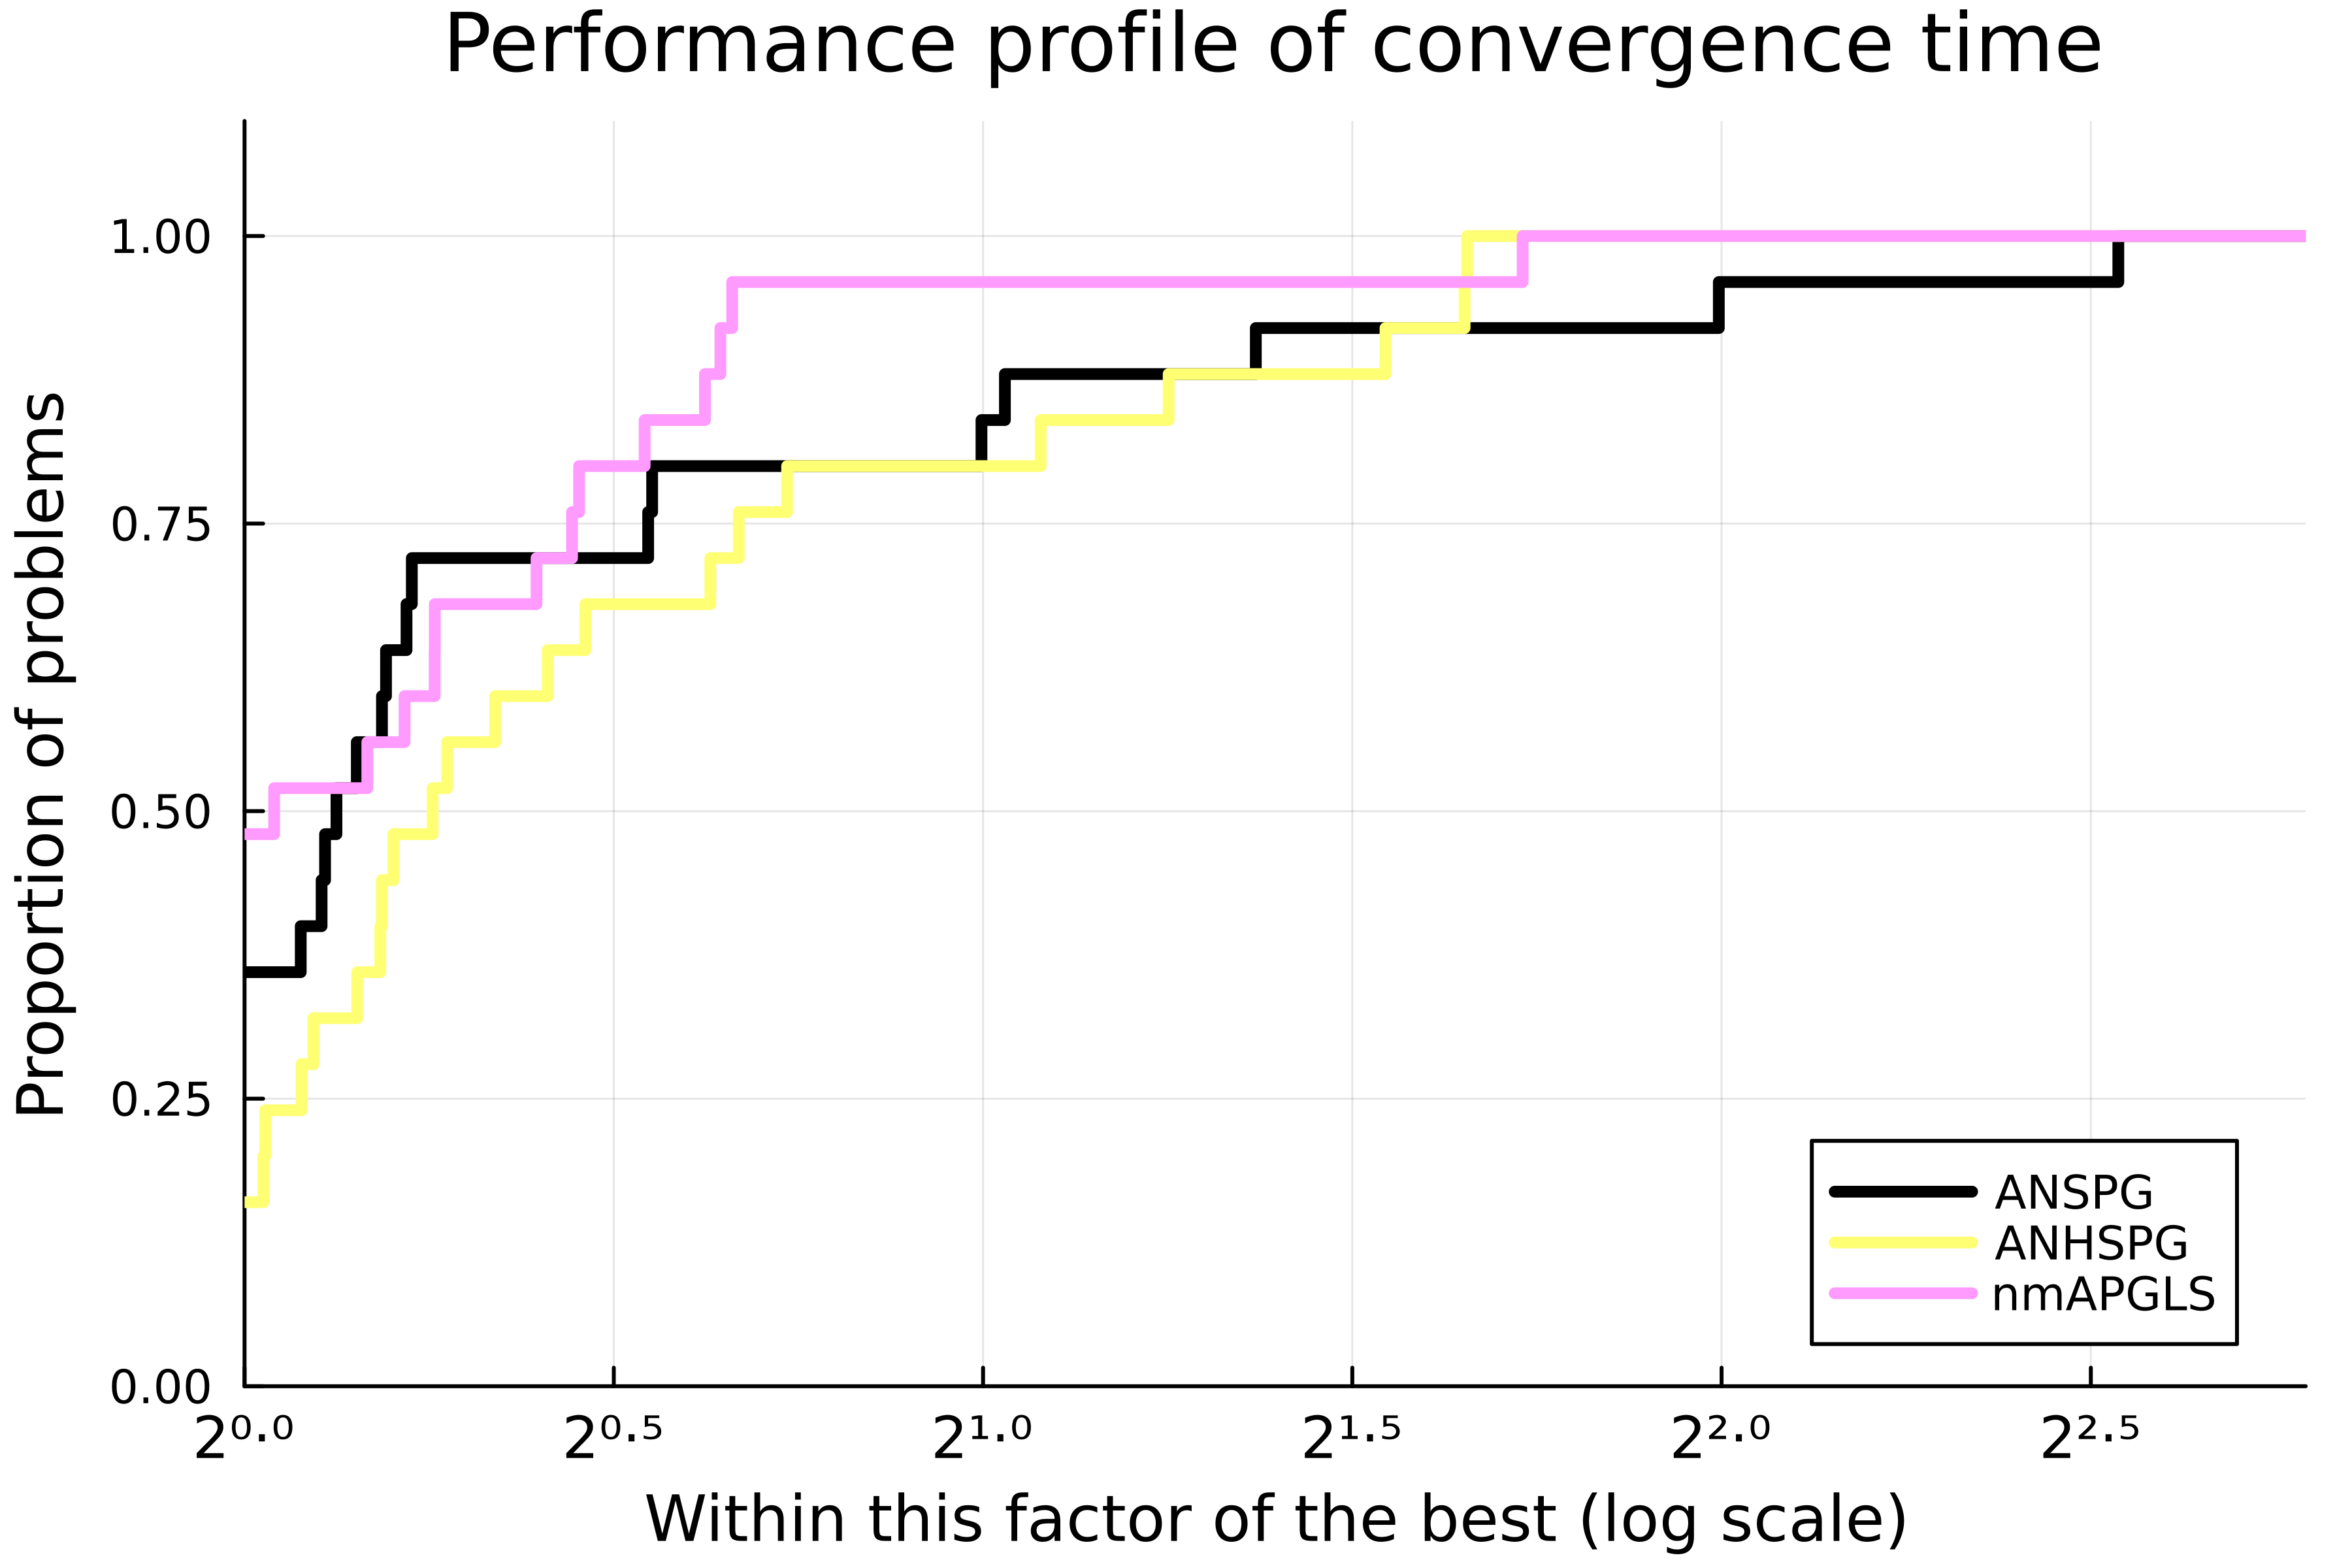 Performance profile of convergence time
Proportion of problems
1.00
0.75
0.50
0.25
0.00
2⁰·⁰ 2⁰·⁵ 2¹·⁰ 2¹·⁵ 2²·⁰ 2²·⁵
Within this factor of the best (log scale)
ANSPG
ANHSPG
nmAPGLS